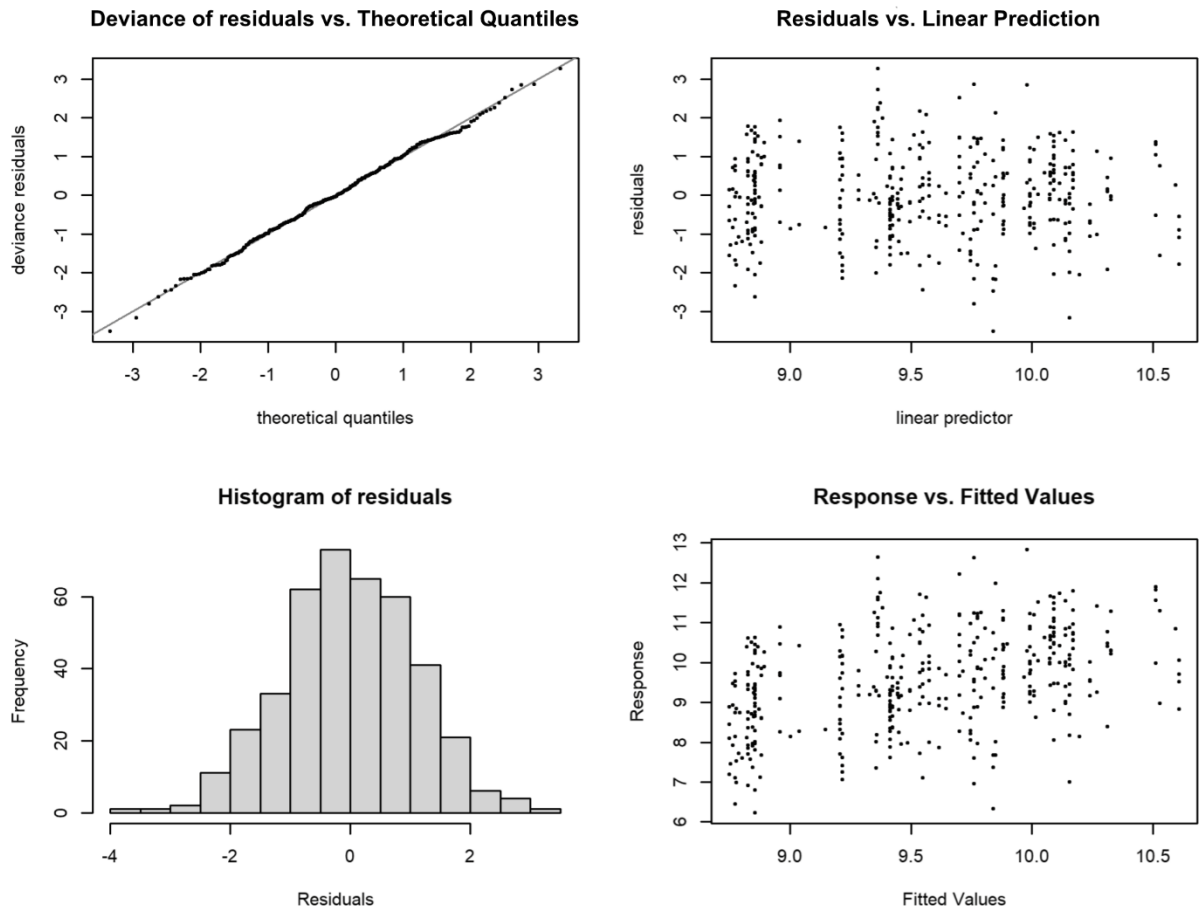 Deviance of residuals vs. Theoretical Quantiles
deviance residuals
3
2
1
0
-1
-2
-3
-3 -2 -1 0 1 2 3
theoretical quantiles
Residuals vs. Linear Prediction
residuals
3
2
1
0
-1
-2
-3
9.0 9.5 10.0 10.5
linear predictor
Histogram of residuals
Frequency
60
40
20
0
-4 -2 0 2
Residuals
Response vs. Fitted Values
Response
13
12
11
10
9
8
7
6
9.0 9.5 10.0 10.5
Fitted Values